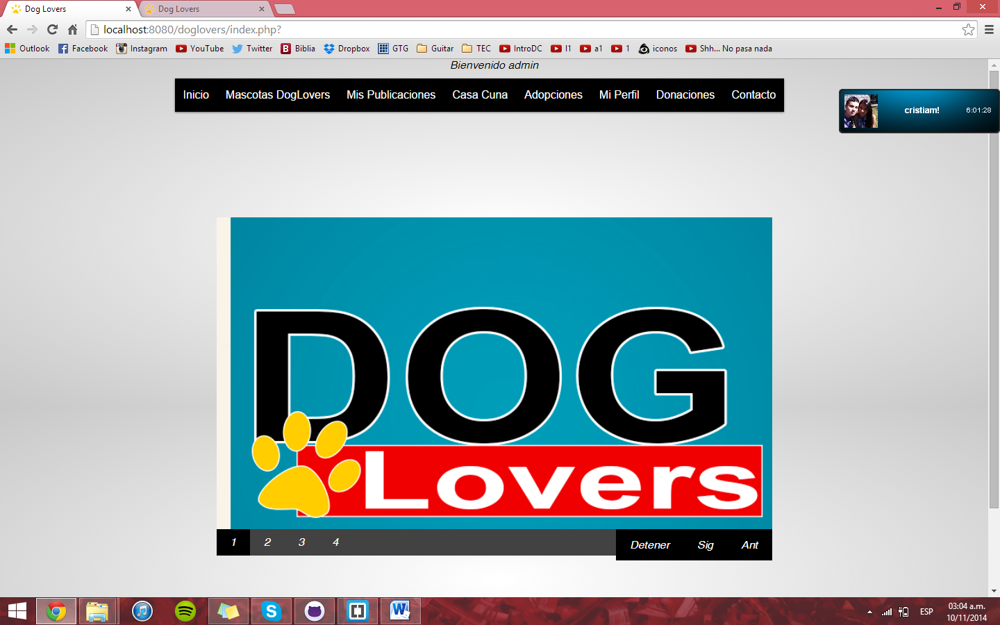 Dog Lovers
Dog Lovers
localhost:8080/doglovers/index.php?
Outlook Facebook Instagram YouTube Twitter Biblia Dropbox GTG Guitar TEC IntroDC I1 a1 1 iconos Shh... No pasa nada
Bienvenido admin
Inicio Mascotas DogLovers Mis Publicaciones Casa Cuna Adopciones Mi Perfil Donaciones Contacto
cristiam! 6:01:28
DOG
Lovers
1 2 3 4 Detener Sig Ant
ESP 03:04 a.m.
10/11/2014